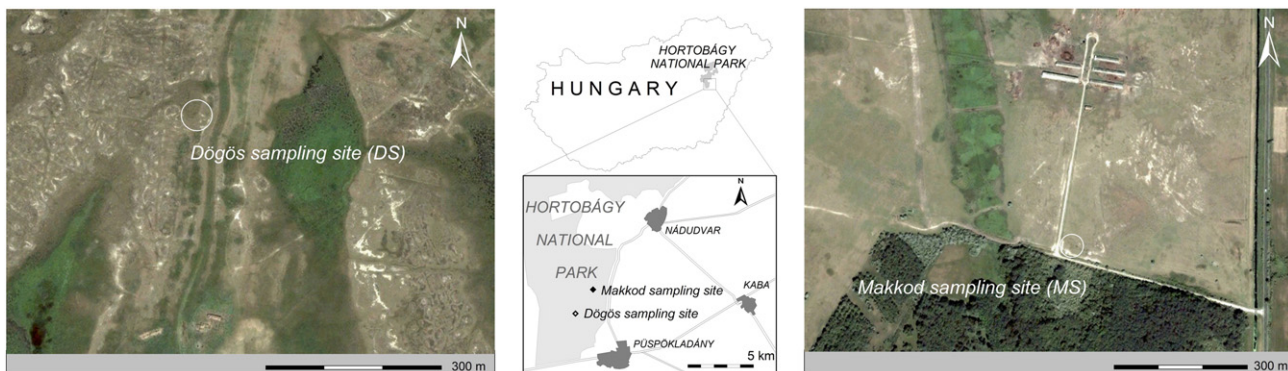 N
Dögös sampling site (DS)
300 m
HORTOBÁGY
NATIONAL PARK
HUNGARY
N
HORTOBÁGY
NATIONAL
PARK
NÁDUDVAR
Makkod sampling site
KABA
Dögös sampling site
PÜSPÖKLADÁNY
5 km
N
Makkod sampling site (MS)
300 m